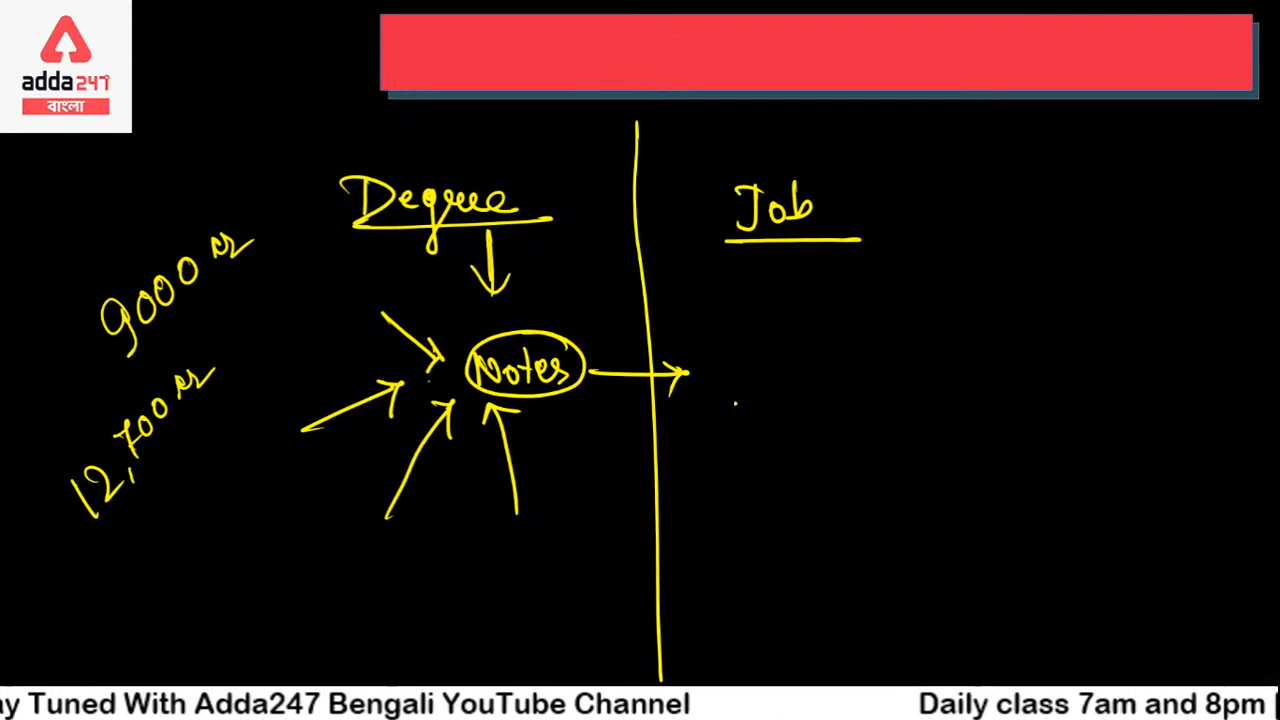 adda247
বাংলা
Degree
Job
9000 cr
Notes
12,700 cr
ay Tuned With Adda247 Bengali YouTube Channel
Daily class 7am and 8pm